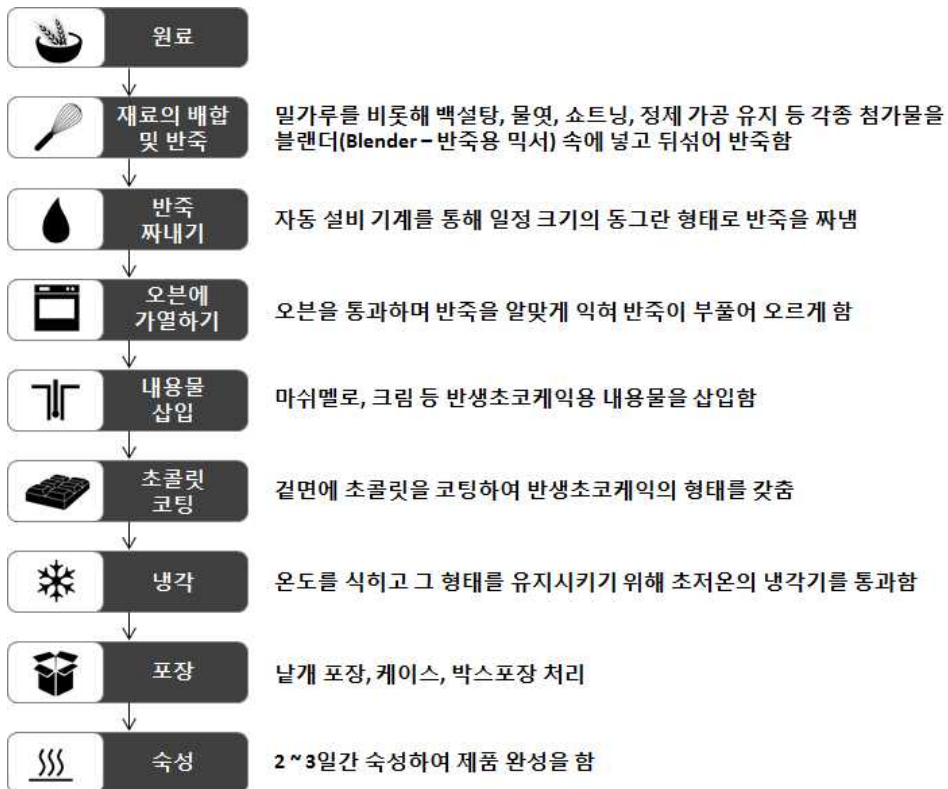 원료
재료의 배합
및 반죽
밀가루를 비롯해 백설탕, 물엿, 쇼트닝, 정제 가공 유지 등 각종 첨가물을
블랜더(Blender – 반죽용 믹서) 속에 넣고 뒤섞어 반죽함
반죽
짜내기
자동 설비 기계를 통해 일정 크기의 동그란 형태로 반죽을 짜냄
오븐에
가열하기
오븐을 통과하며 반죽을 알맞게 익혀 반죽이 부풀어 오르게 함
내용물
삽입
마쉬멜로, 크림 등 반생초코케익용 내용물을 삽입함
초콜릿
코팅
겉면에 초콜릿을 코팅하여 반생초코케익의 형태를 갖춤
냉각
온도를 식히고 그 형태를 유지시키기 위해 초저온의 냉각기를 통과함
포장
낱개 포장, 케이스, 박스포장 처리
숙성
2 ~ 3일간 숙성하여 제품 완성을 함